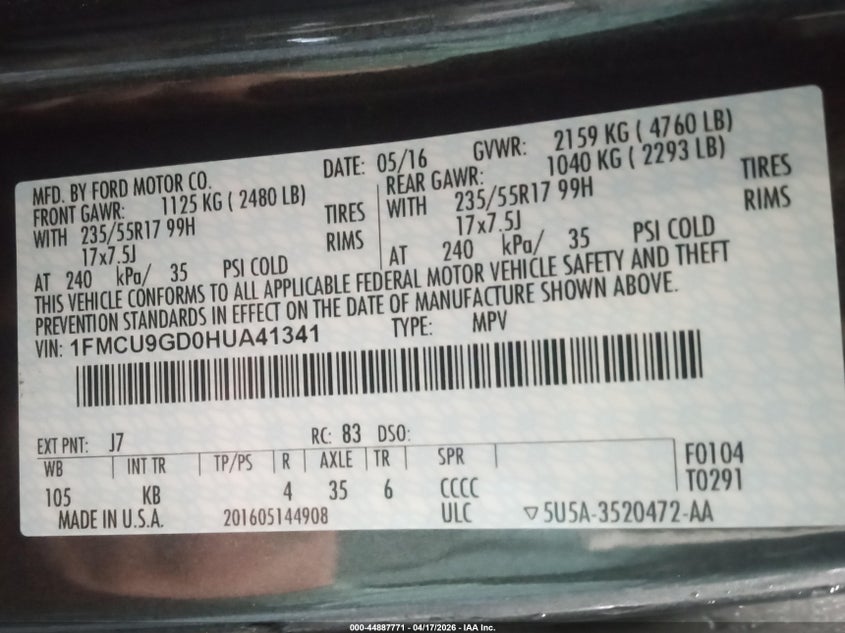 MFD. BY FORD MOTOR CO. DATE: 05/16 GVWR: 2159 KG ( 4760 LB)
FRONT GAWR: 1125 KG ( 2480 LB) REAR GAWR: 1040 KG ( 2293 LB)
WITH 235/55R17 99H TIRES WITH 235/55R17 99H TIRES
17x7.5J RIMS 17x7.5J RIMS
AT 240 kPa/ 35 PSI COLD AT 240 kPa/ 35 PSI COLD
THIS VEHICLE CONFORMS TO ALL APPLICABLE FEDERAL MOTOR VEHICLE SAFETY AND THEFT
PREVENTION STANDARDS IN EFFECT ON THE DATE OF MANUFACTURE SHOWN ABOVE.
VIN: 1FMCU9GD0HUA41341 TYPE: MPV
EXT PNT: J7 RC: 83 DSO:
WB INT TR TP/PS R AXLE TR SPR F0104
105 KB 4 35 6 CCCC T0291
MADE IN U.S.A. 201605144908 ULC ▽5U5A-3520472-AA
000-44887771 - 04/17/2026 - IAA Inc.